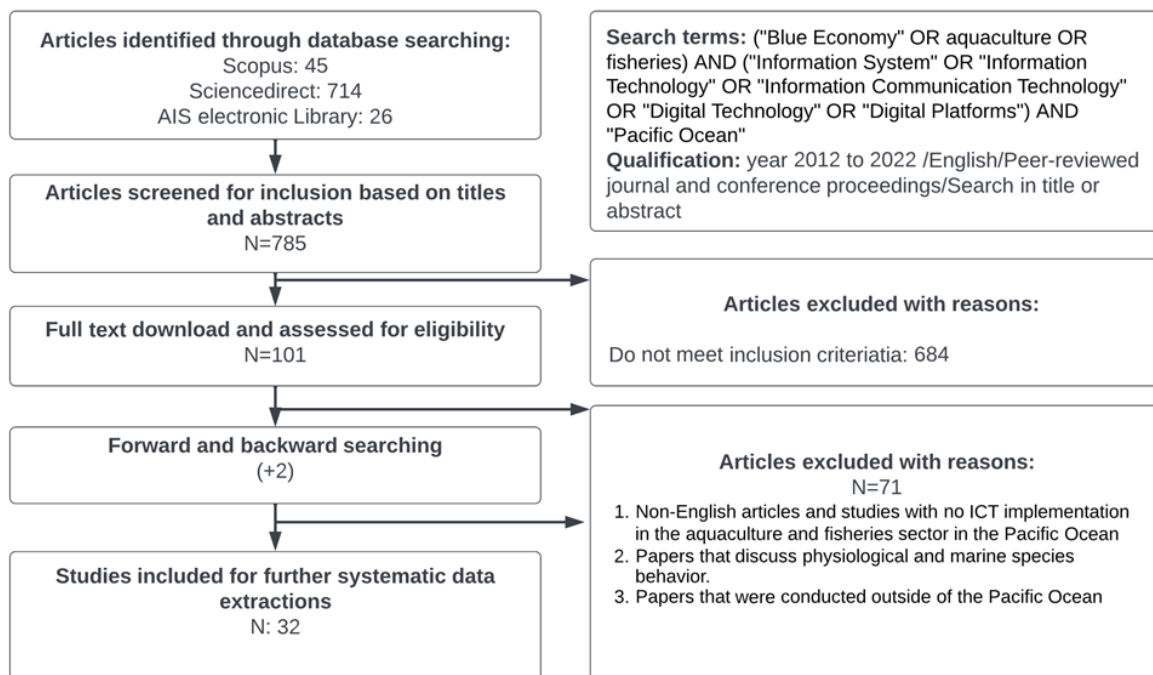 Articles identified through database searching:
Scopus: 45
Sciencedirect: 714
AIS electronic Library: 26
Search terms: ("Blue Economy" OR aquaculture OR
fisheries) AND ("Information System" OR "Information
Technology" OR "Information Communication Technology"
OR "Digital Technology" OR "Digital Platforms") AND
"Pacific Ocean"
Qualification: year 2012 to 2022 /English/Peer-reviewed
journal and conference proceedings/Search in title or
abstract
Articles screened for inclusion based on titles
and abstracts
N=785
Articles excluded with reasons:
Do not meet inclusion criteriatia: 684
Full text download and assessed for eligibility
N=101
Forward and backward searching
(+2)
Articles excluded with reasons:
N=71
1. Non-English articles and studies with no ICT implementation
in the aquaculture and fisheries sector in the Pacific Ocean
2. Papers that discuss physiological and marine species
behavior.
3. Papers that were conducted outside of the Pacific Ocean
Studies included for further systematic data
extractions
N: 32